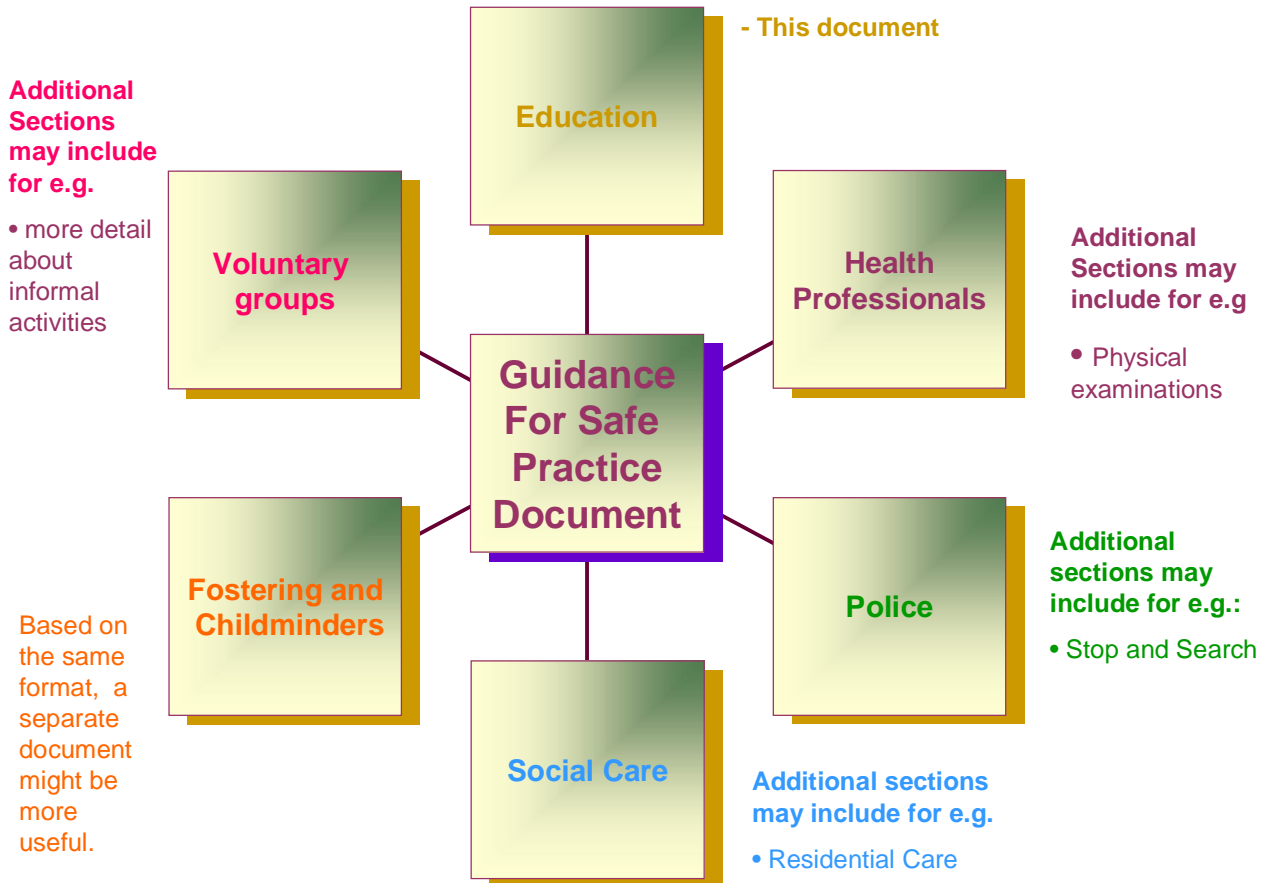 - This document
Education
Additional
Sections
may include
for e.g.
• more detail
about
informal
activities
Voluntary
groups
Health
Professionals
Additional
Sections may
include for e.g
• Physical
examinations
Guidance
For Safe
Practice
Document
Fostering and
Childminders
Based on
the same
format, a
separate
document
might be
more
useful.
Police
Additional
sections may
include for e.g.:
• Stop and Search
Social Care
Additional sections
may include for e.g.
• Residential Care